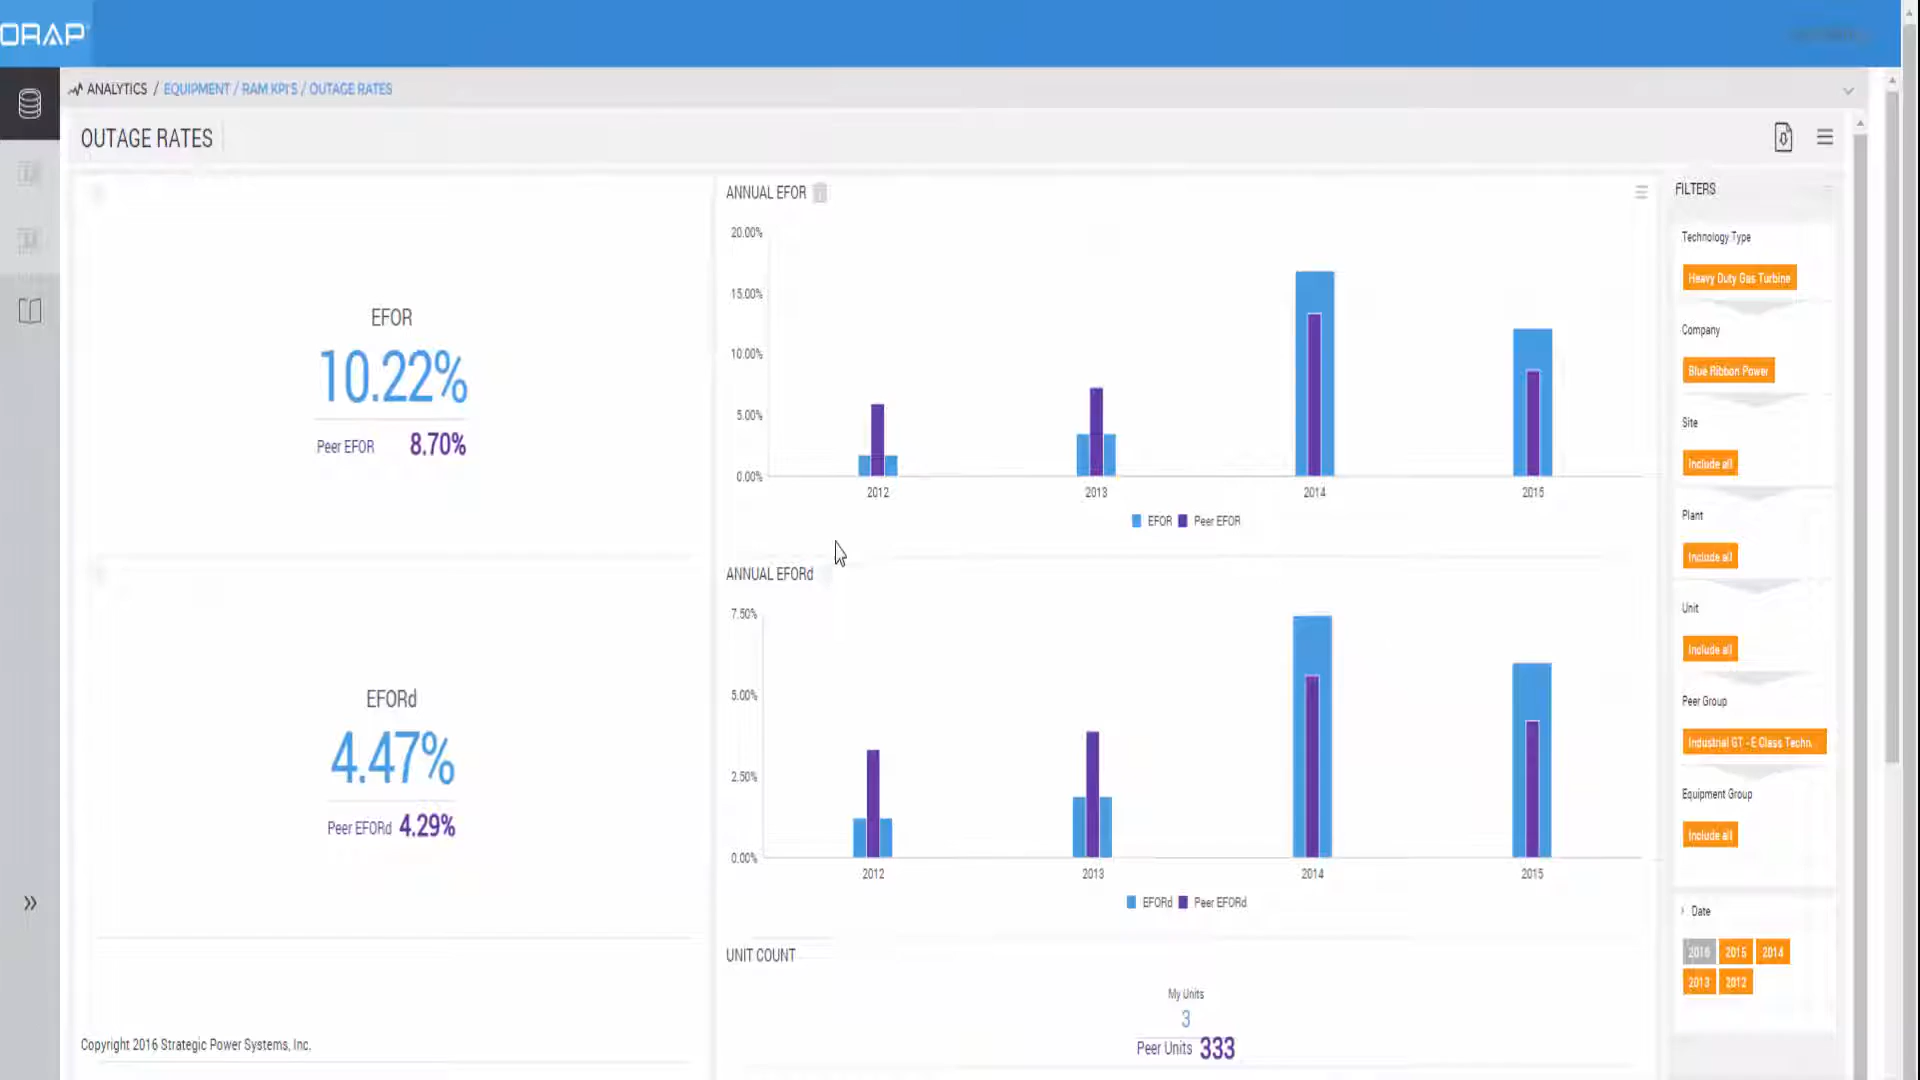 ORAP
ANALYTICS / EQUIPMENT / RAM KPI'S / OUTAGE RATES
OUTAGE RATES
EFOR
10.22%
Peer EFOR 8.70%
EFORd
4.47%
Peer EFORd 4.29%
Copyright 2016 Strategic Power Systems, Inc.
ANNUAL EFOR
20.00%
15.00%
10.00%
5.00%
0.00%
2012 2013 2014 2015
EFOR Peer EFOR
ANNUAL EFORd
7.50%
5.00%
2.50%
0.00%
2012 2013 2014 2015
EFORd Peer EFORd
UNIT COUNT
My Units
3
Peer Units 333
FILTERS
Technology Type
Heavy Duty Gas Turbine
Company
Blue Ribbon Power
Site
Include all
Plant
Include all
Unit
Include all
Peer Group
Industrial GT - E Class Techn...
Equipment Group
Include all
Date
2016 2015 2014
2013 2012